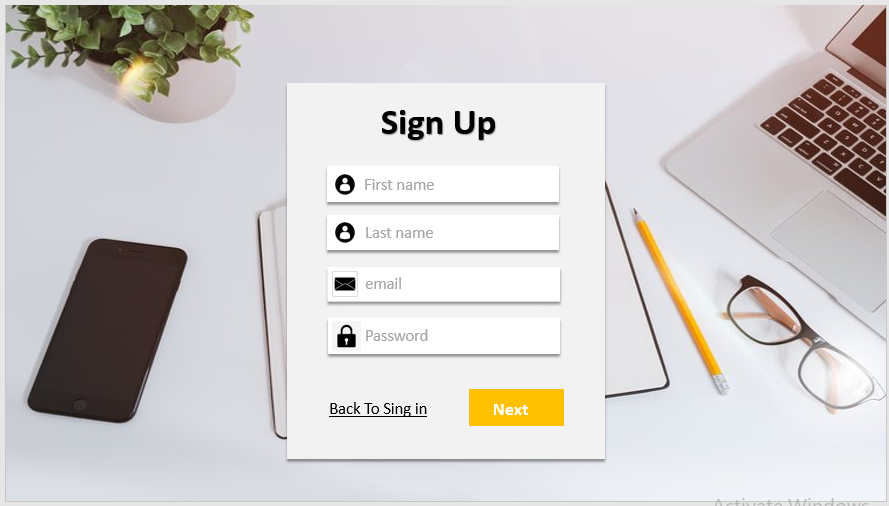 Sign Up
First name
Last name
email
Password
Back To Sing in
Next
Activate Windows